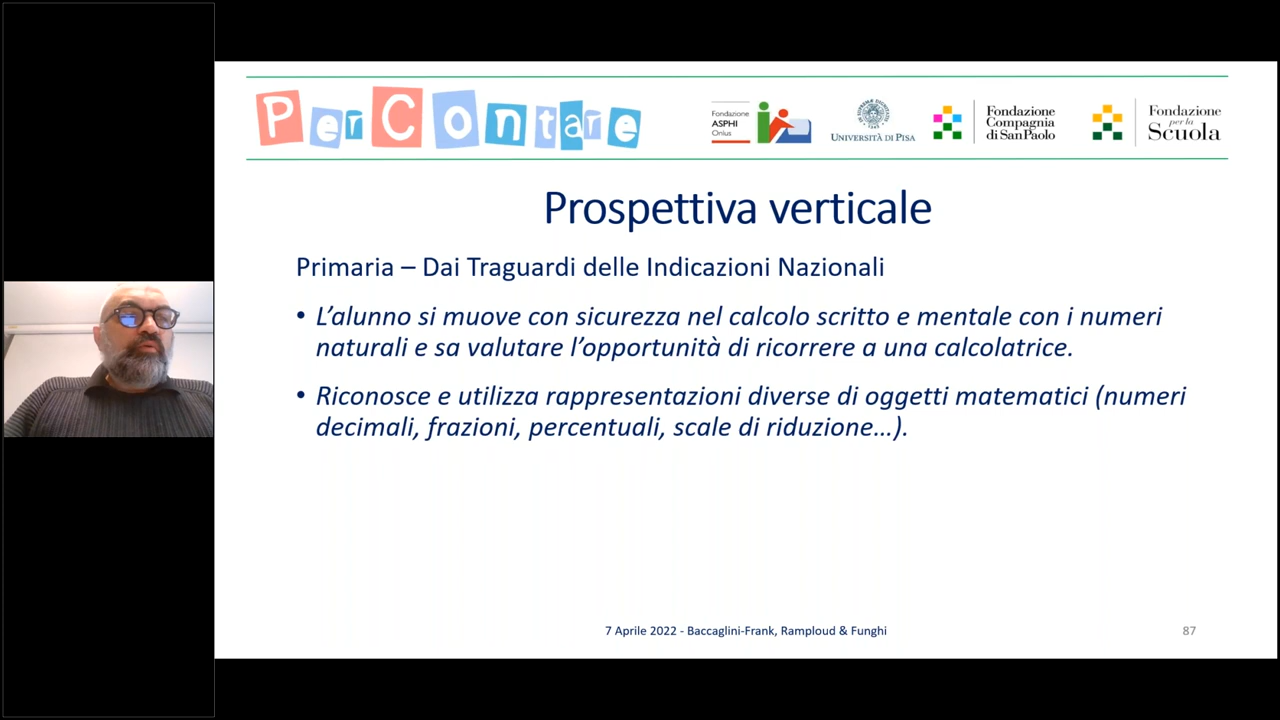 PerContare
Fondazione
ASPHI
Onlus
UNIVERSITÀ DI PISA
Fondazione
Compagnia
di San Paolo
Fondazione
per la
Scuola
Prospettiva verticale
Primaria – Dai Traguardi delle Indicazioni Nazionali
• L’alunno si muove con sicurezza nel calcolo scritto e mentale con i numeri
naturali e sa valutare l’opportunità di ricorrere a una calcolatrice.
• Riconosce e utilizza rappresentazioni diverse di oggetti matematici (numeri
decimali, frazioni, percentuali, scale di riduzione…).
7 Aprile 2022 - Baccaglini-Frank, Ramploud & Funghi
87